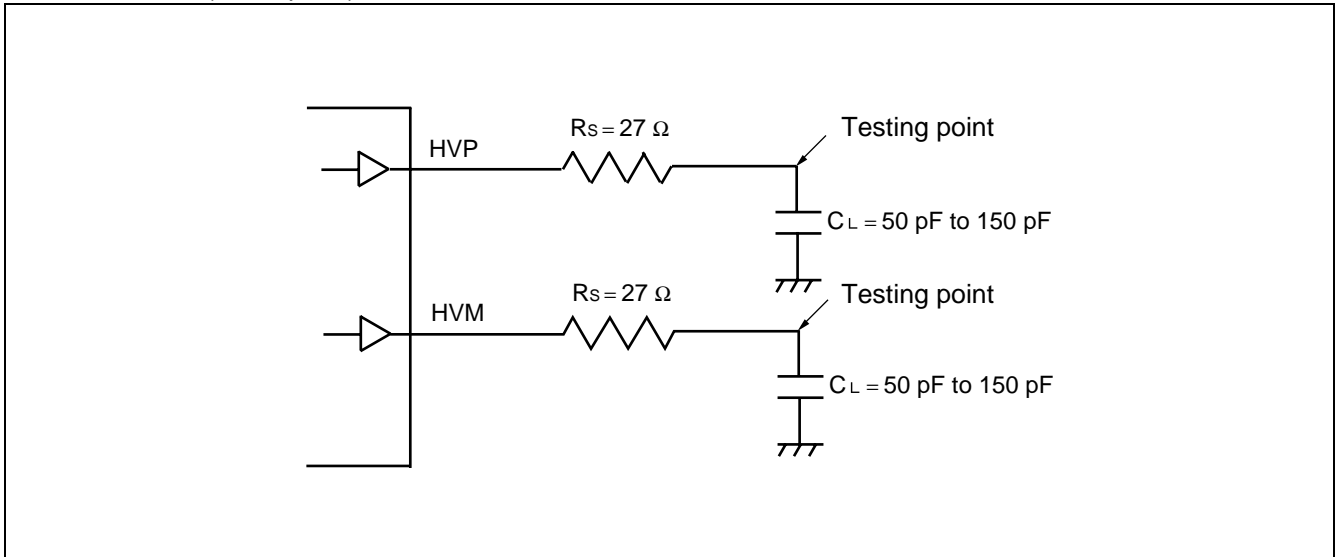 Rs = 27 Ω
Testing point
HVP
CL = 50 pF to 150 pF
Rs = 27 Ω
Testing point
HVM
CL = 50 pF to 150 pF